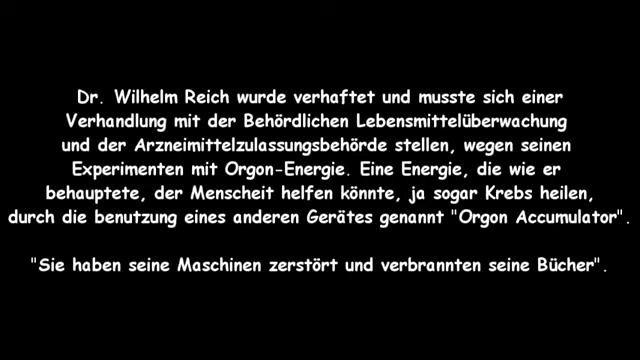 Dr. Wilhelm Reich wurde verhaftet und musste sich einer
Verhandlung mit der Behördlichen Lebensmittelüberwachung
und der Arzneimittelzulassungsbehörde stellen, wegen seinen
Experimenten mit Orgon-Energie. Eine Energie, die wie er
behauptete, der Menscheit helfen könnte, ja sogar Krebs heilen,
durch die benutzung eines anderen Gerätes genannt "Orgon Accumulator".
"Sie haben seine Maschinen zerstört und verbrannten seine Bücher".